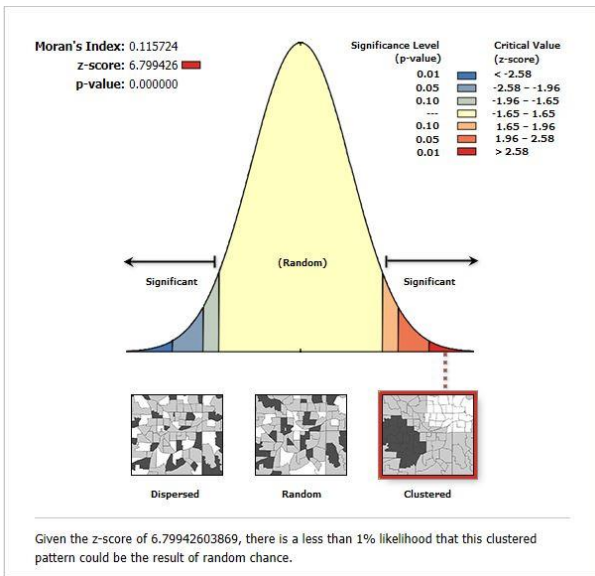 Moran's Index: 0.115724
z-score: 6.799426
p-value: 0.000000
Significance Level
(p-value)
Critical Value
(z-score)
0.01 < -2.58
0.05 -2.58 – -1.96
0.10 -1.96 – -1.65
--- -1.65 – 1.65
0.10 1.65 – 1.96
0.05 1.96 – 2.58
0.01 > 2.58
Significant
(Random)
Significant
Dispersed
Random
Clustered
Given the z-score of 6.79942603869, there is a less than 1% likelihood that this clustered
pattern could be the result of random chance.